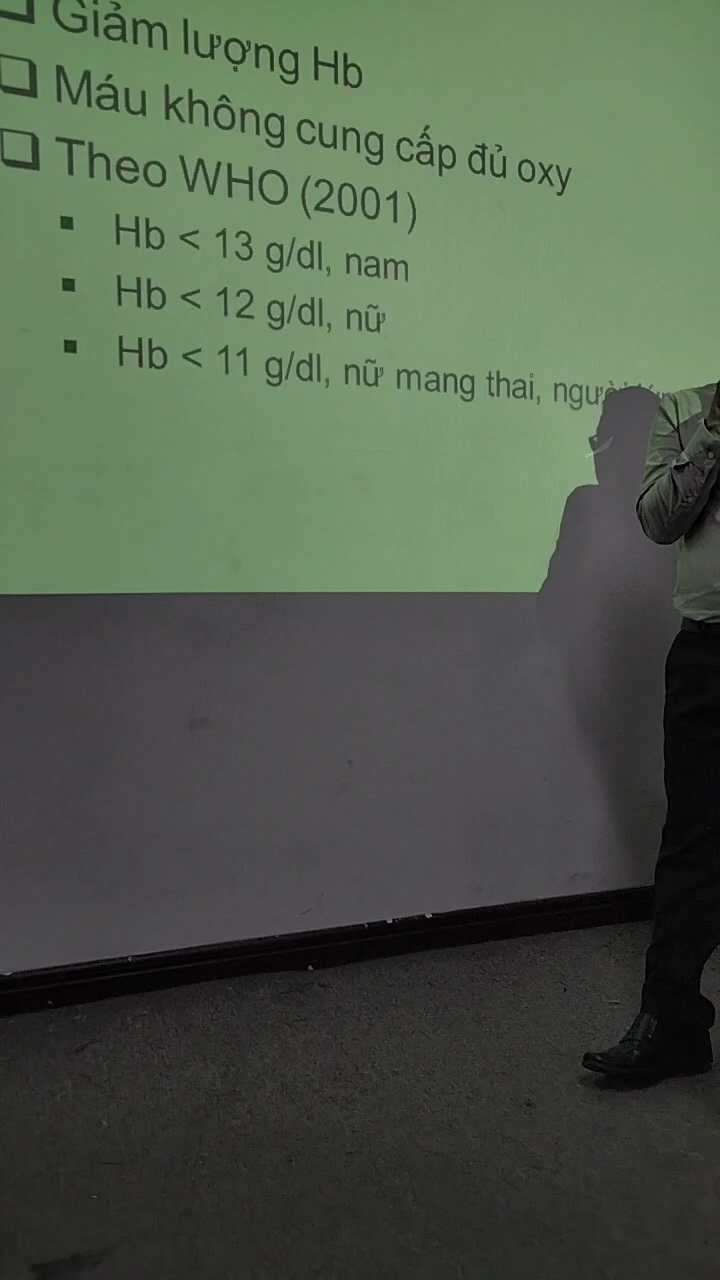 Giảm lượng Hb
Máu không cung cấp đủ oxy
Theo WHO (2001)
Hb < 13 g/dl, nam
Hb < 12 g/dl, nữ
Hb < 11 g/dl, nữ mang thai,